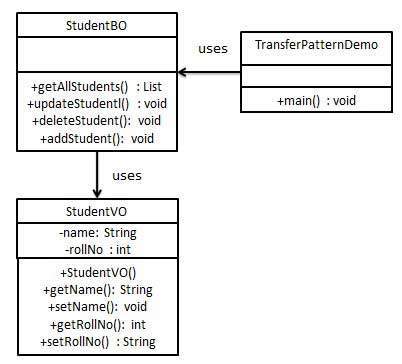 StudentBO
+getAllStudents() : List
+updateStudentl() : void
+deleteStudent(): void
+addStudent(): void
uses
TransferPatternDemo
+main() : void
uses
StudentVO
-name: String
-rollNo : int
+StudentVO()
+getName(): String
+setName(): void
+getRollNo(): int
+setRollNo() : String